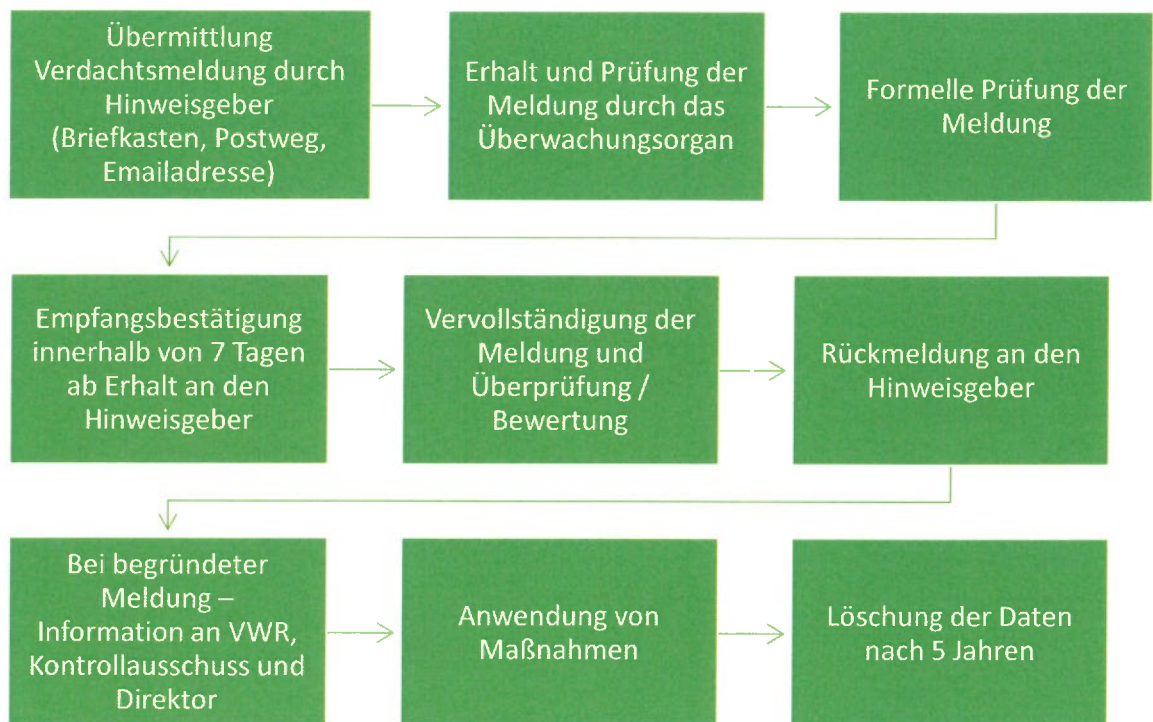 Übermittlung
Verdachtsmeldung durch
Hinweisgeber
(Briefkasten, Postweg,
Emailadresse)
Erhalt und Prüfung der
Meldung durch das
Überwachungsorgan
Formelle Prüfung der
Meldung
Empfangsbestätigung
innerhalb von 7 Tagen
ab Erhalt an den
Hinweisgeber
Vervollständigung der
Meldung und
Überprüfung /
Bewertung
Rückmeldung an den
Hinweisgeber
Bei begründeter
Meldung –
Information an VWR,
Kontrollausschuss und
Direktor
Anwendung von
Maßnahmen
Löschung der Daten
nach 5 Jahren